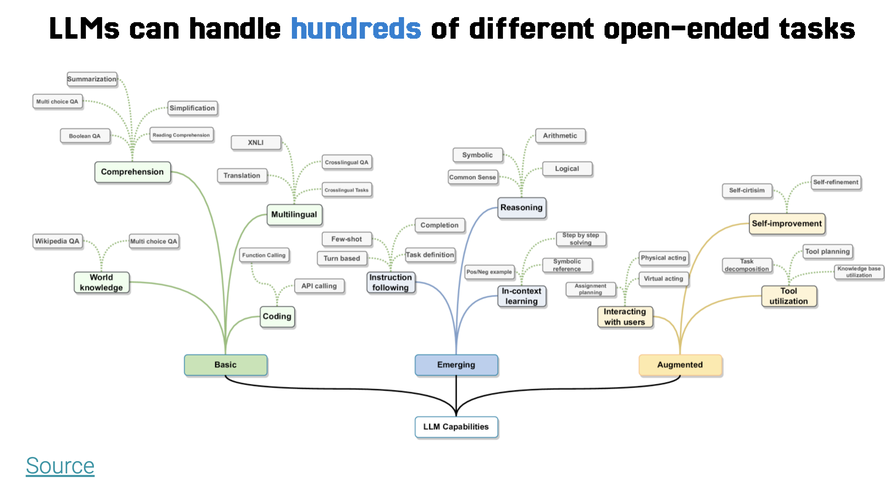 LLMs can handle hundreds of different open-ended tasks
Summarization
Multi choice QA
Simplification
Boolean QA
Reading Comprehension
Comprehension
XNLI
Translation
Crosslingual QA
Crosslingual Tasks
Multilingual
Wikipedia QA
Multi choice QA
World
knowledge
Function Calling
API calling
Coding
Arithmetic
Symbolic
Common Sense
Logical
Reasoning
Completion
Few-shot
Turn based
Task definition
Instruction
following
Step by step
solving
Pos/Neg example
Symbolic
reference
In-context
learning
Self-cirtisim
Self-refinement
Self-improvement
Physical acting
Virtual acting
Assignment
planning
Interacting
with users
Tool planning
Task
decomposition
Knowledge base
utilization
Tool
utilization
Basic
Emerging
Augmented
LLM Capabilities
Source